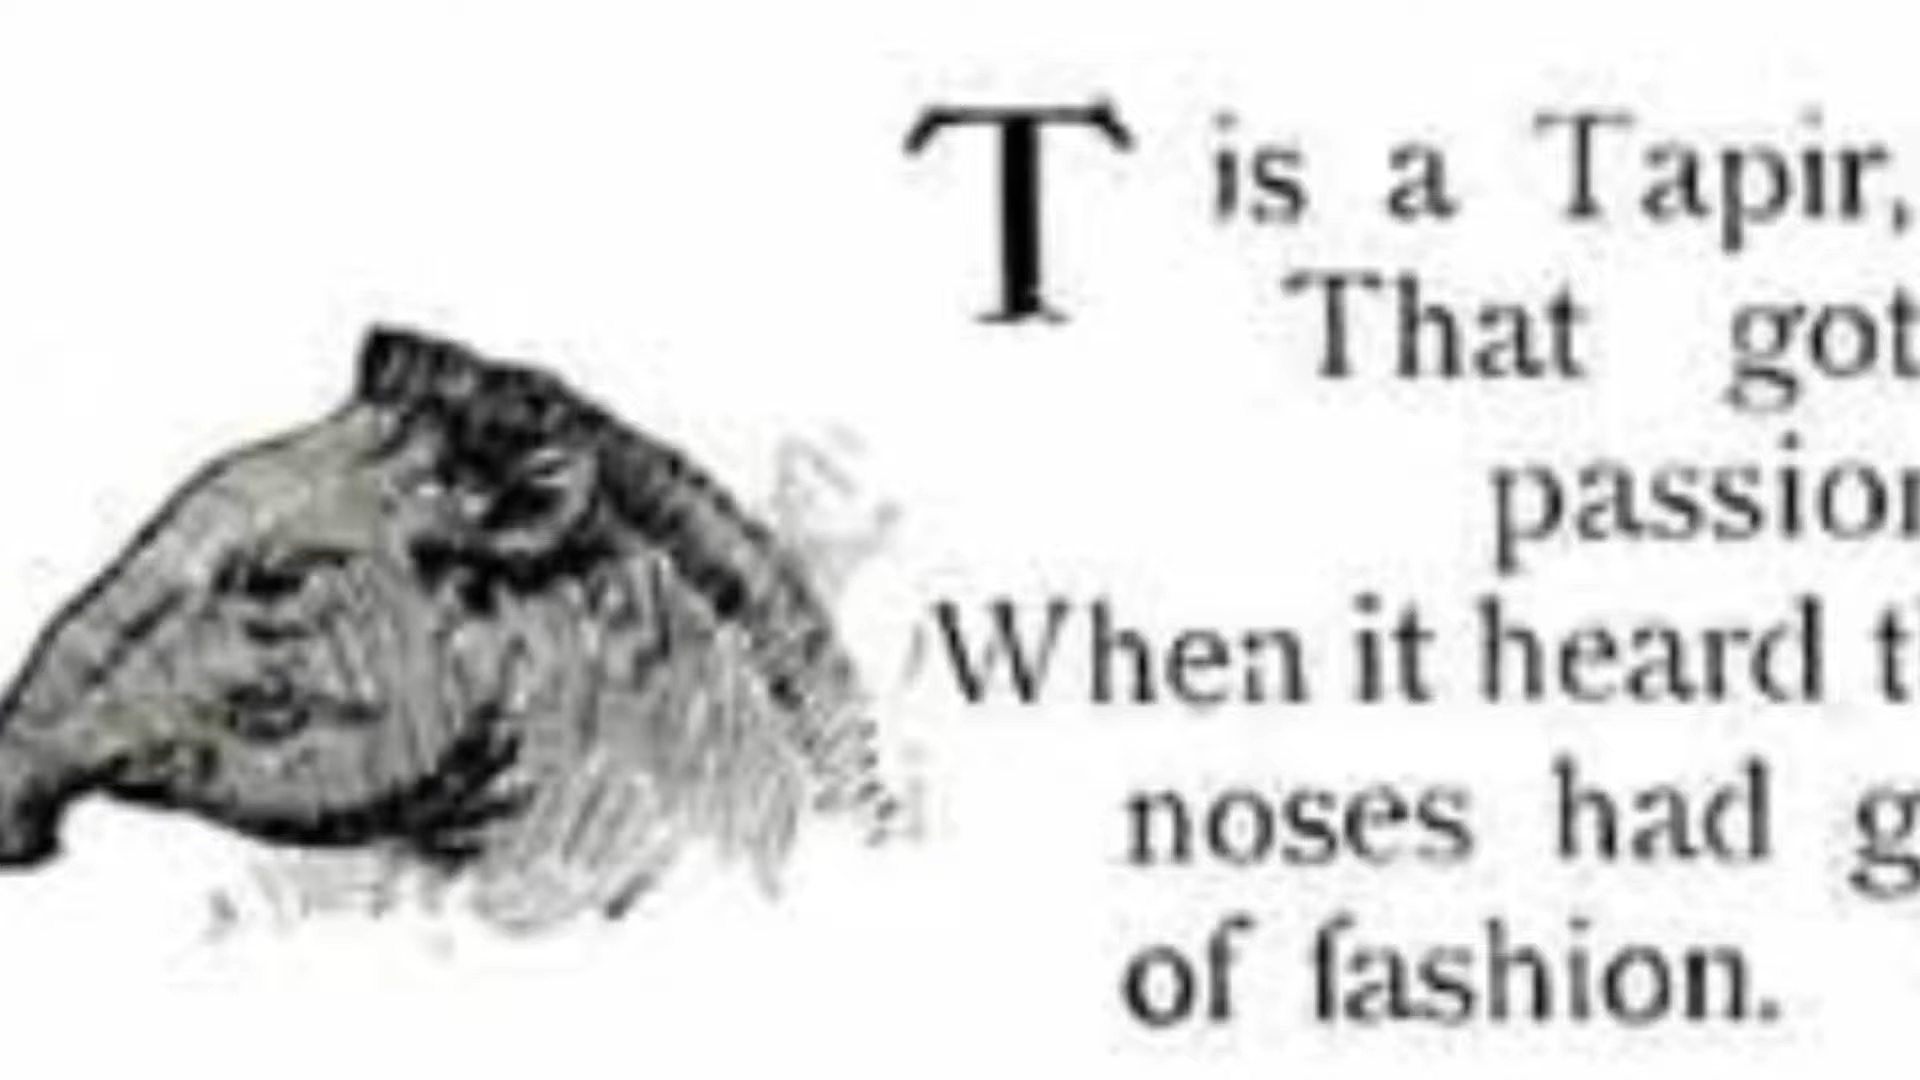 T is a Tapir,
That got
passion
When it heard t
noses had g
of fashion.